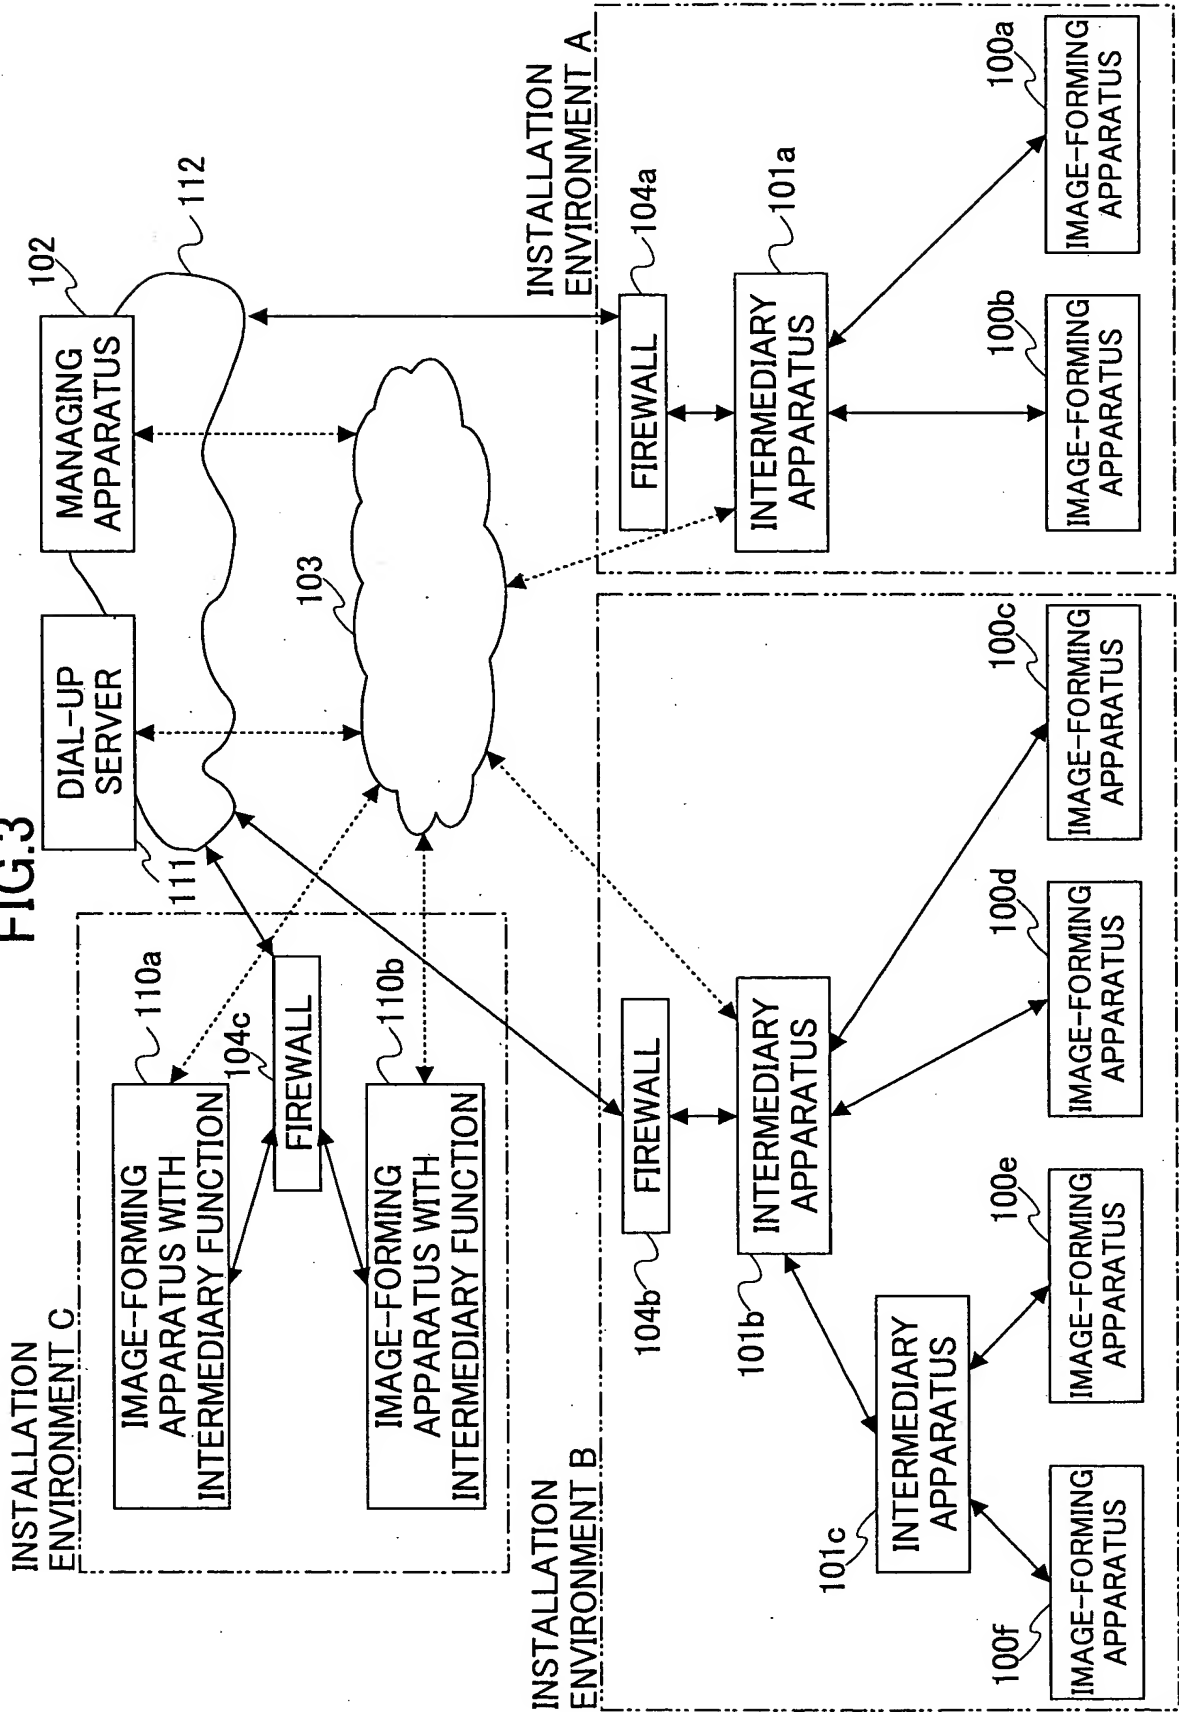 FIG.3
INSTALLATION
ENVIRONMENT C
110a
IMAGE-FORMING
APPARATUS WITH
INTERMEDIARY FUNCTION
104c
FIREWALL
110b
IMAGE-FORMING
APPARATUS WITH
INTERMEDIARY FUNCTION
111
DIAL-UP
SERVER
102
MANAGING
APPARATUS
112
103
INSTALLATION
ENVIRONMENT B
104b
FIREWALL
101b
INTERMEDIARY
APPARATUS
101c
INTERMEDIARY
APPARATUS
100f
IMAGE-FORMING
APPARATUS
100e
IMAGE-FORMING
APPARATUS
100d
IMAGE-FORMING
APPARATUS
100c
IMAGE-FORMING
APPARATUS
INSTALLATION
ENVIRONMENT A
104a
FIREWALL
101a
INTERMEDIARY
APPARATUS
100b
IMAGE-FORMING
APPARATUS
100a
IMAGE-FORMING
APPARATUS